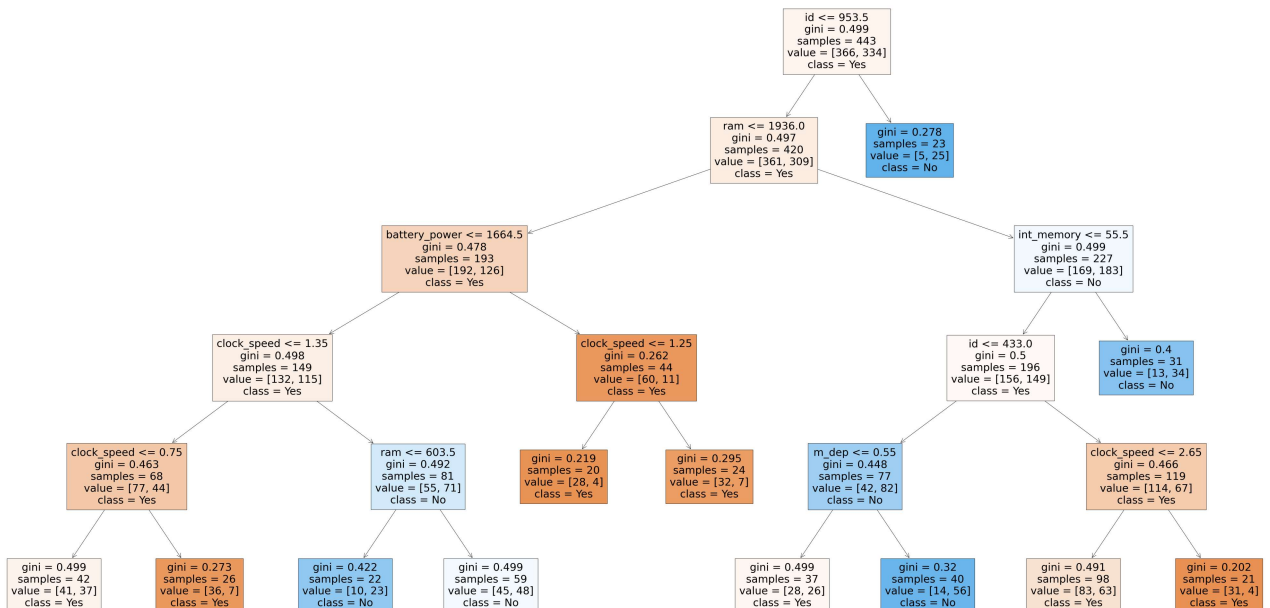 id <= 953.5
gini = 0.499
samples = 443
value = [366, 334]
class = Yes
ram <= 1936.0
gini = 0.497
samples = 420
value = [361, 309]
class = Yes
gini = 0.278
samples = 23
value = [5, 25]
class = No
battery_power <= 1664.5
gini = 0.478
samples = 193
value = [192, 126]
class = Yes
int_memory <= 55.5
gini = 0.499
samples = 227
value = [169, 183]
class = No
clock_speed <= 1.35
gini = 0.498
samples = 149
value = [132, 115]
class = Yes
clock_speed <= 1.25
gini = 0.262
samples = 44
value = [60, 11]
class = Yes
id <= 433.0
gini = 0.5
samples = 196
value = [156, 149]
class = Yes
gini = 0.4
samples = 31
value = [13, 34]
class = No
clock_speed <= 0.75
gini = 0.463
samples = 68
value = [77, 44]
class = Yes
ram <= 603.5
gini = 0.492
samples = 81
value = [55, 71]
class = No
gini = 0.219
samples = 20
value = [28, 4]
class = Yes
gini = 0.295
samples = 24
value = [32, 7]
class = Yes
m_dep <= 0.55
gini = 0.448
samples = 77
value = [42, 82]
class = No
clock_speed <= 2.65
gini = 0.466
samples = 119
value = [114, 67]
class = Yes
gini = 0.499
samples = 42
value = [41, 37]
class = Yes
gini = 0.273
samples = 26
value = [36, 7]
class = Yes
gini = 0.422
samples = 22
value = [10, 23]
class = No
gini = 0.499
samples = 59
value = [45, 48]
class = No
gini = 0.499
samples = 37
value = [28, 26]
class = Yes
gini = 0.32
samples = 40
value = [14, 56]
class = No
gini = 0.491
samples = 98
value = [83, 63]
class = Yes
gini = 0.202
samples = 21
value = [31, 4]
class = Yes